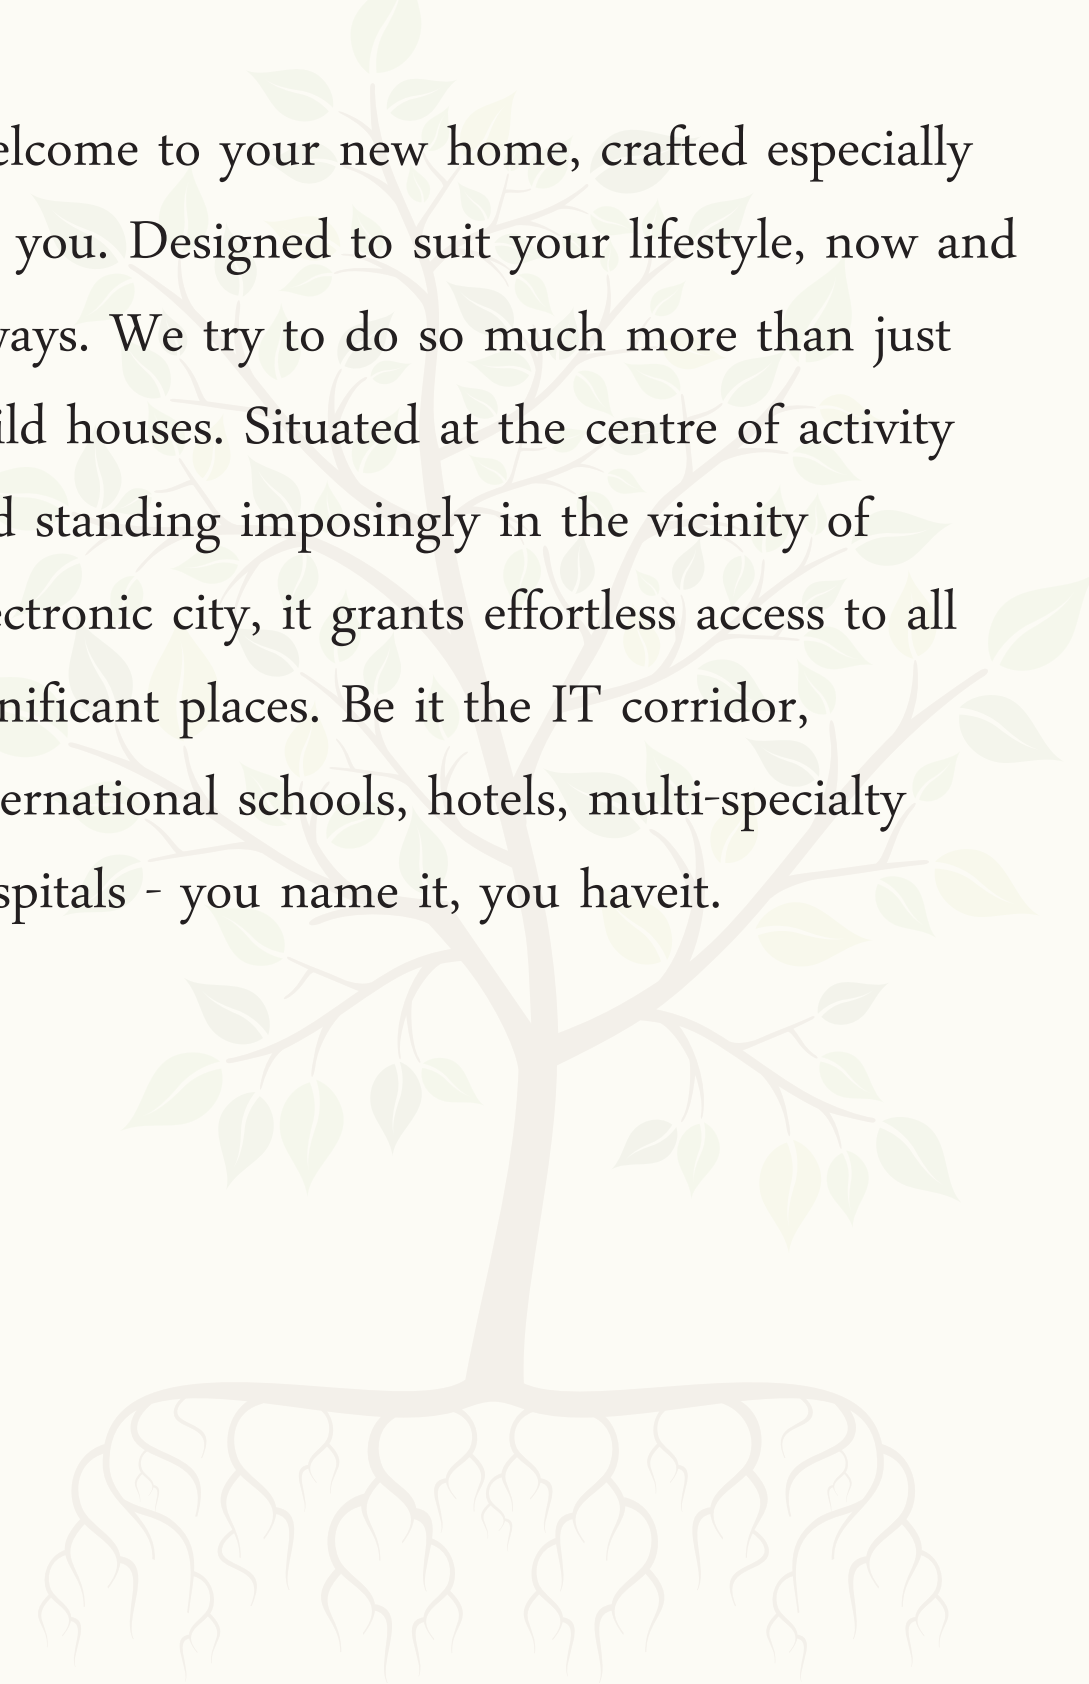 elcome to your new home, crafted especially
you. Designed to suit your lifestyle, now and
ways. We try to do so much more than just
ild houses. Situated at the centre of activity
d standing imposingly in the vicinity of
ectronic city, it grants effortless access to all
nificant places. Be it the IT corridor,
ernational schools, hotels, multi-specialty
spitals - you name it, you haveit.